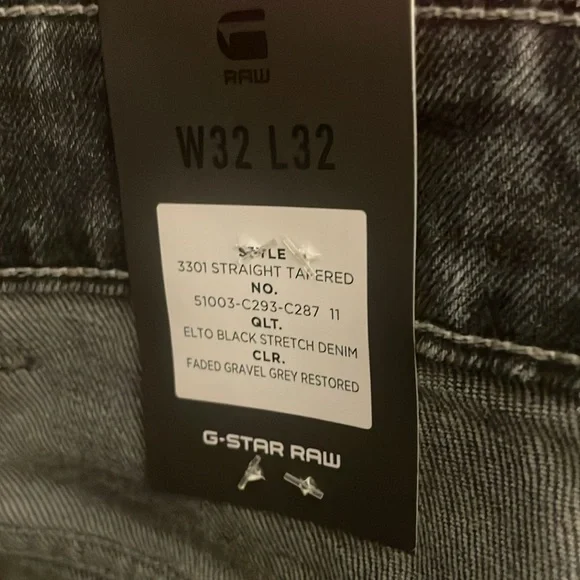 G
RAW
W32 L32
STYLE
3301 STRAIGHT TAPERED
NO.
51003-C293-C287 11
QLT.
ELTO BLACK STRETCH DENIM
CLR.
FADED GRAVEL GREY RESTORED
G-STAR RAW